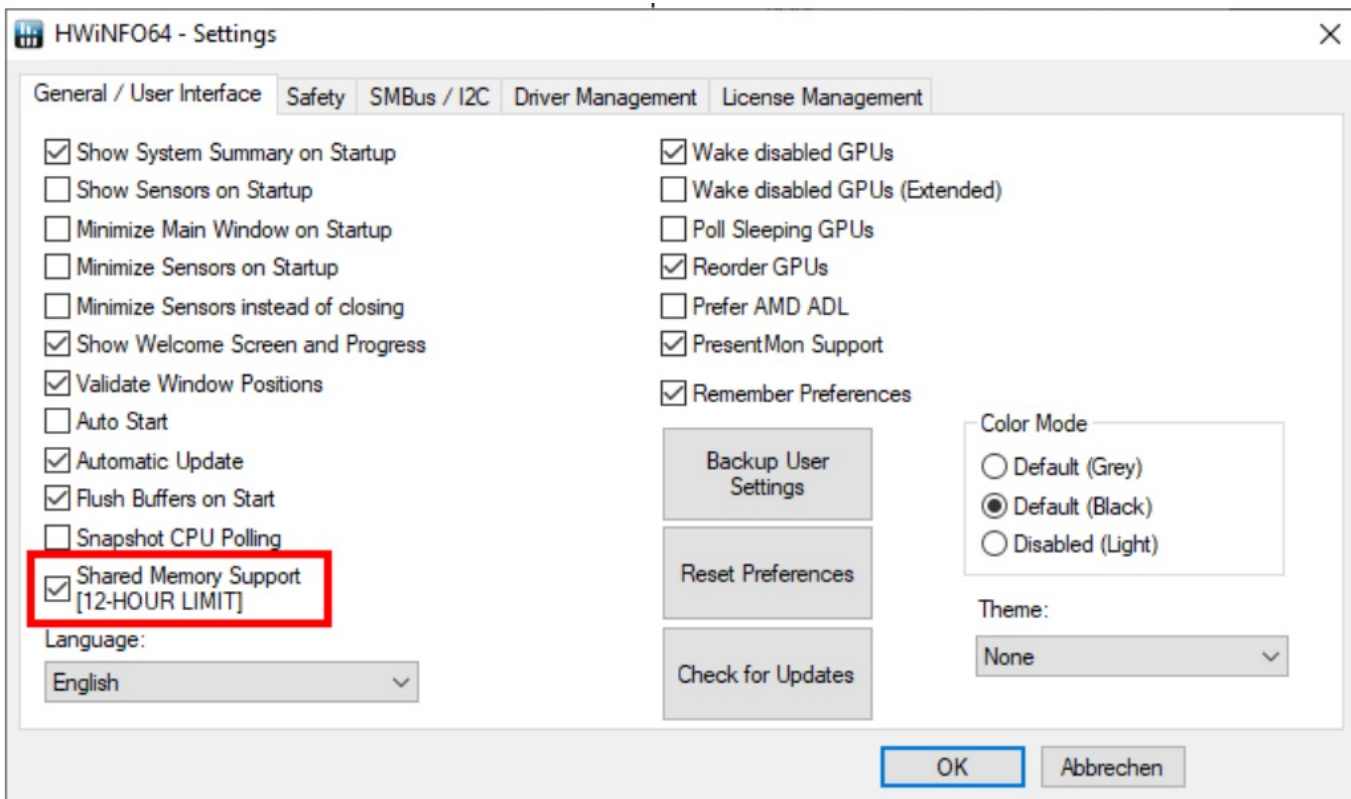 HWiNFO64 - Settings
General / User Interface
Safety
SMBus / I2C
Driver Management
License Management
Show System Summary on Startup
Show Sensors on Startup
Minimize Main Window on Startup
Minimize Sensors on Startup
Minimize Sensors instead of closing
Show Welcome Screen and Progress
Validate Window Positions
Auto Start
Automatic Update
Flush Buffers on Start
Snapshot CPU Polling
Shared Memory Support
[12-HOUR LIMIT]
Language:
English
Wake disabled GPUs
Wake disabled GPUs (Extended)
Poll Sleeping GPUs
Reorder GPUs
Prefer AMD ADL
PresentMon Support
Remember Preferences
Backup User
Settings
Reset Preferences
Check for Updates
Color Mode
Default (Grey)
Default (Black)
Disabled (Light)
Theme:
None
OK
Abbrechen